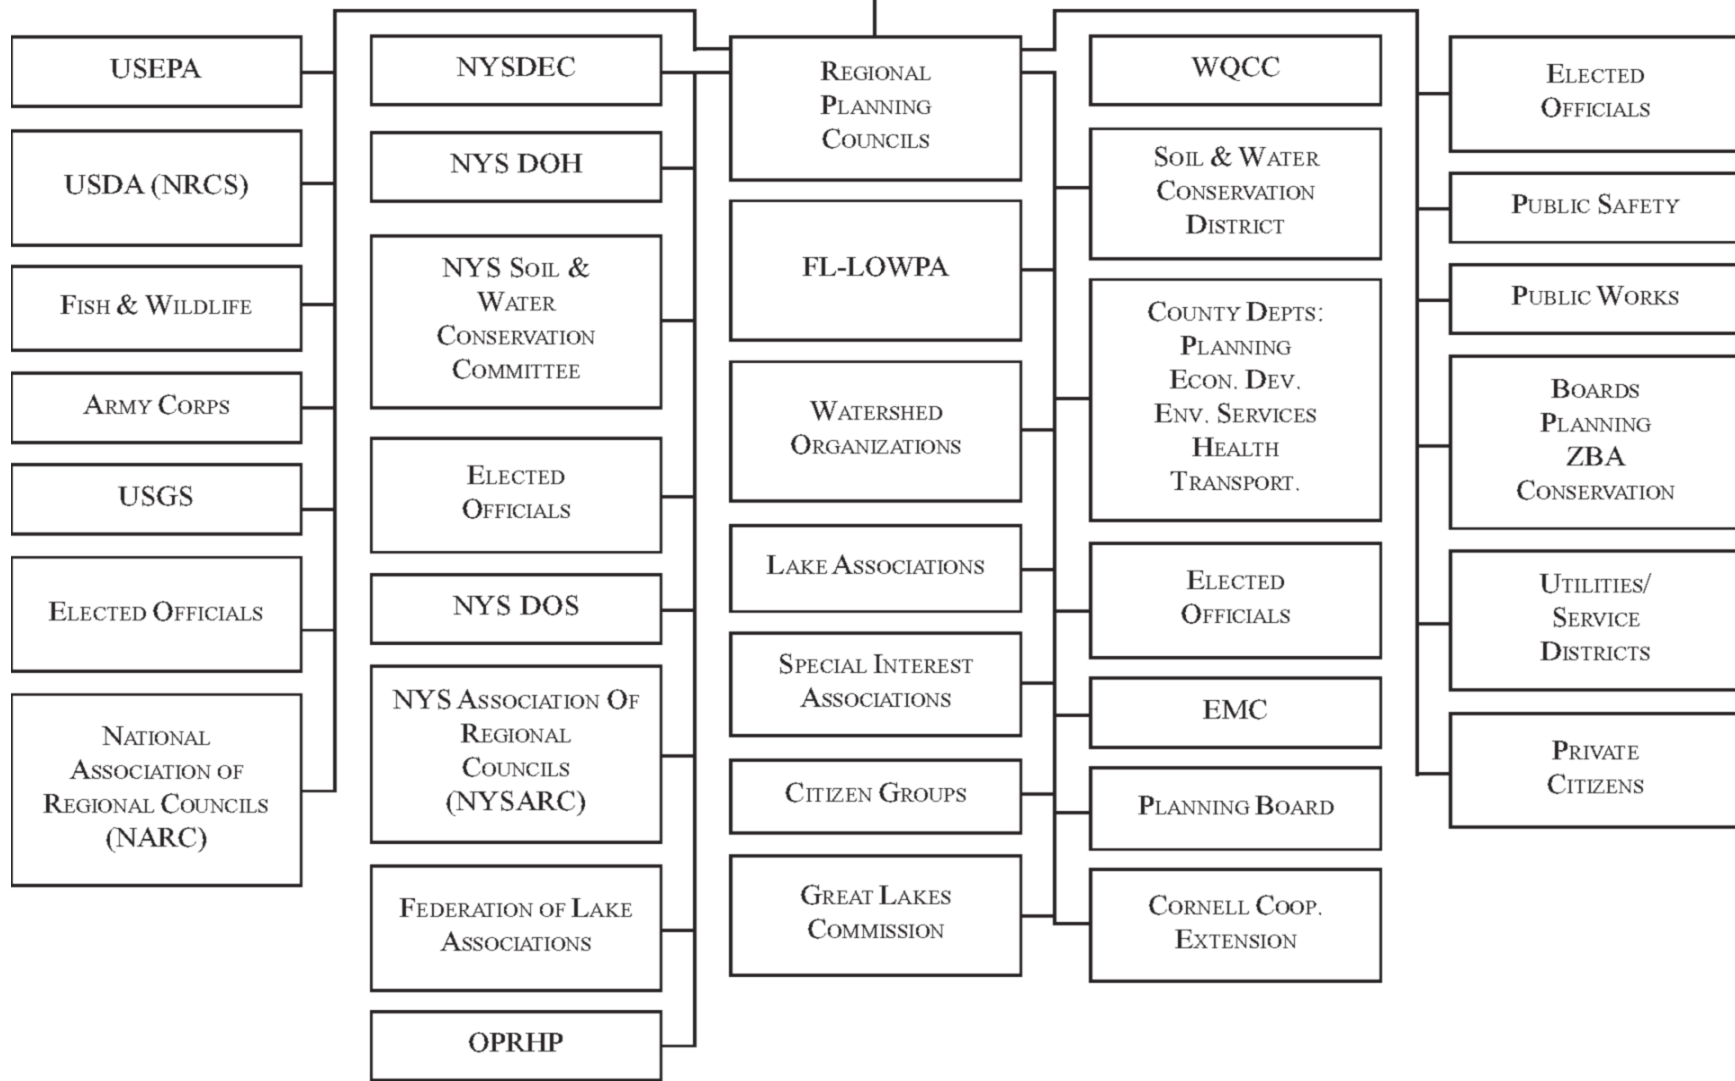 USEPA
USDA (NRCS)
FISH & WILDLIFE
ARMY CORPS
USGS
ELECTED OFFICIALS
NATIONAL
ASSOCIATION OF
REGIONAL COUNCILS
(NARC)
NYSDEC
NYS DOH
NYS SOIL &
WATER
CONSERVATION
COMMITTEE
ELECTED
OFFICIALS
NYS DOS
NYS ASSOCIATION OF
REGIONAL
COUNCILS
(NYSARC)
FEDERATION OF LAKE
ASSOCIATIONS
OPRHP
REGIONAL
PLANNING
COUNCILS
FL-LOWPA
WATERSHED
ORGANIZATIONS
LAKE ASSOCIATIONS
SPECIAL INTEREST
ASSOCIATIONS
CITIZEN GROUPS
GREAT LAKES
COMMISSION
WQCC
SOIL & WATER
CONSERVATION
DISTRICT
COUNTY DEPTS:
PLANNING
ECON. DEV.
ENV. SERVICES
HEALTH
TRANSPORT.
ELECTED
OFFICIALS
EMC
PLANNING BOARD
CORNELL COOP.
EXTENSION
ELECTED
OFFICIALS
PUBLIC SAFETY
PUBLIC WORKS
BOARDS
PLANNING
ZBA
CONSERVATION
UTILITIES/
SERVICE
DISTRICTS
PRIVATE
CITIZENS